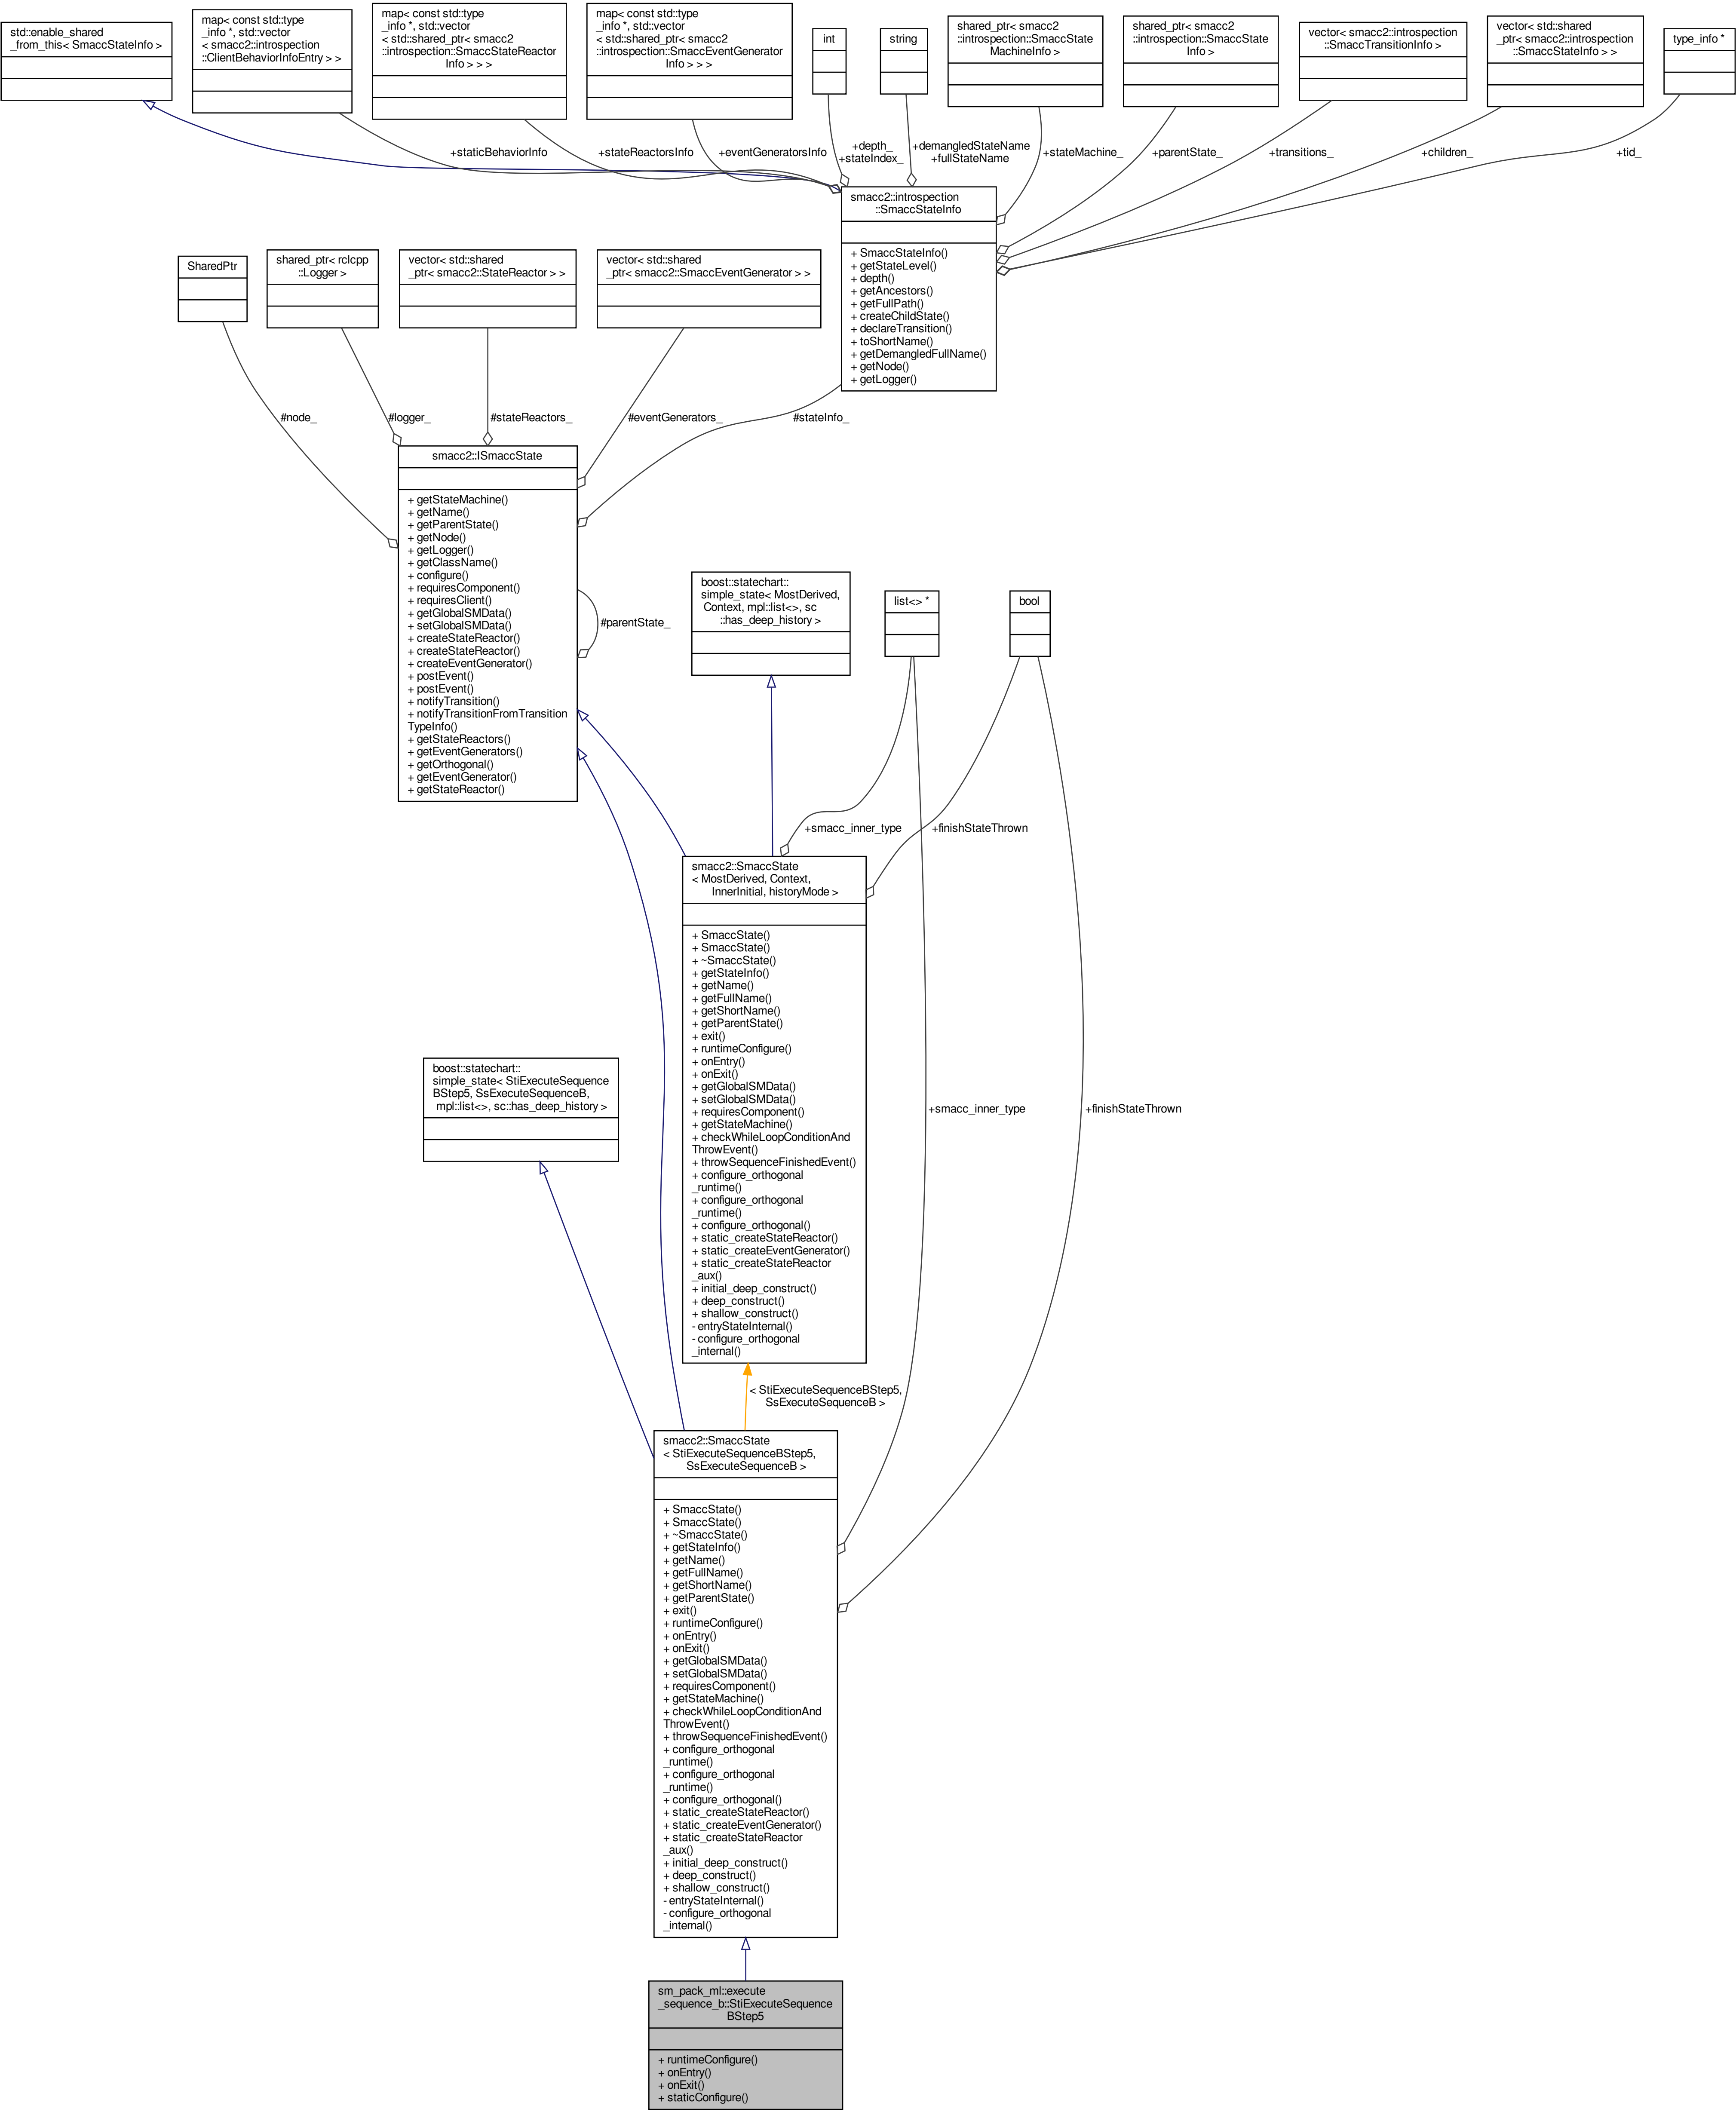 std::enable_shared
_from_this< SmaccStateInfo >
map< const std::type
_info *, std::vector
< smacc2::introspection
::ClientBehaviorInfoEntry > >
map< const std::type
_info *, std::vector
< std::shared_ptr< smacc2
::introspection::SmaccStateReactor
Info > > >
map< const std::type
_info *, std::vector
< std::shared_ptr< smacc2
::introspection::SmaccEventGenerator
Info > > >
int
string
shared_ptr< smacc2
::introspection::SmaccState
MachineInfo >
shared_ptr< smacc2
::introspection::SmaccState
Info >
vector< smacc2::introspection
::SmaccTransitionInfo >
vector< std::shared
_ptr< smacc2::introspection
::SmaccStateInfo > >
type_info *
+staticBehaviorInfo
+stateReactorsInfo
+eventGeneratorsInfo
+depth_
+stateIndex_
+demangledStateName
+fullStateName
+stateMachine_
+parentState_
+transitions_
+children_
+tid_
smacc2::introspection
::SmaccStateInfo
+ SmaccStateInfo()
+ getStateLevel()
+ depth()
+ getAncestors()
+ getFullPath()
+ createChildState()
+ declareTransition()
+ toShortName()
+ getDemangledFullName()
+ getNode()
+ getLogger()
SharedPtr
shared_ptr< rclcpp
::Logger >
vector< std::shared
_ptr< smacc2::StateReactor > >
vector< std::shared
_ptr< smacc2::SmaccEventGenerator > >
#node_
#logger_
#stateReactors_
#eventGenerators_
#stateInfo_
smacc2::ISmaccState
+ getStateMachine()
+ getName()
+ getParentState()
+ getNode()
+ getLogger()
+ getClassName()
+ configure()
+ requiresComponent()
+ requiresClient()
+ getGlobalSMData()
+ setGlobalSMData()
+ createStateReactor()
+ createStateReactor()
+ createEventGenerator()
+ postEvent()
+ postEvent()
+ notifyTransition()
+ notifyTransitionFromTransition
TypeInfo()
+ getStateReactors()
+ getEventGenerators()
+ getOrthogonal()
+ getEventGenerator()
+ getStateReactor()
#parentState_
boost::statechart::
simple_state< MostDerived,
Context, mpl::list<>, sc
::has_deep_history >
list<> *
bool
+smacc_inner_type
+finishStateThrown
smacc2::SmaccState
< MostDerived, Context,
InnerInitial, historyMode >
+ SmaccState()
+ SmaccState()
+ ~SmaccState()
+ getStateInfo()
+ getName()
+ getFullName()
+ getShortName()
+ getParentState()
+ exit()
+ runtimeConfigure()
+ onEntry()
+ onExit()
+ getGlobalSMData()
+ setGlobalSMData()
+ requiresComponent()
+ getStateMachine()
+ checkWhileLoopConditionAnd
ThrowEvent()
+ throwSequenceFinishedEvent()
+ configure_orthogonal
_runtime()
+ configure_orthogonal
_runtime()
+ configure_orthogonal()
+ static_createStateReactor()
+ static_createEventGenerator()
+ static_createStateReactor
_aux()
+ initial_deep_construct()
+ deep_construct()
+ shallow_construct()
- entryStateInternal()
- configure_orthogonal
_internal()
boost::statechart::
simple_state< StiExecuteSequence
BStep5, SsExecuteSequenceB,
mpl::list<>, sc::has_deep_history >
+smacc_inner_type
+finishStateThrown
< StiExecuteSequenceBStep5,
SsExecuteSequenceB >
smacc2::SmaccState
< StiExecuteSequenceBStep5,
SsExecuteSequenceB >
+ SmaccState()
+ SmaccState()
+ ~SmaccState()
+ getStateInfo()
+ getName()
+ getFullName()
+ getShortName()
+ getParentState()
+ exit()
+ runtimeConfigure()
+ onEntry()
+ onExit()
+ getGlobalSMData()
+ setGlobalSMData()
+ requiresComponent()
+ getStateMachine()
+ checkWhileLoopConditionAnd
ThrowEvent()
+ throwSequenceFinishedEvent()
+ configure_orthogonal
_runtime()
+ configure_orthogonal
_runtime()
+ configure_orthogonal()
+ static_createStateReactor()
+ static_createEventGenerator()
+ static_createStateReactor
_aux()
+ initial_deep_construct()
+ deep_construct()
+ shallow_construct()
- entryStateInternal()
- configure_orthogonal
_internal()
sm_pack_ml::execute
_sequence_b::StiExecuteSequence
BStep5
+ runtimeConfigure()
+ onEntry()
+ onExit()
+ staticConfigure()